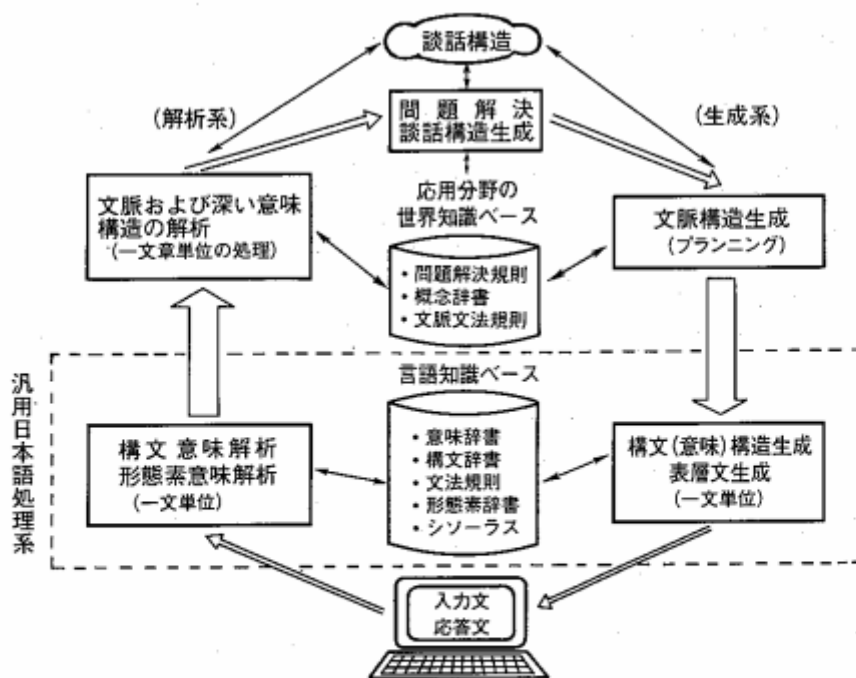 談話構造
問題解決
談話構造生成
(解析系)
(生成系)
文脈および深い意味
構造の解析
(一文章単位の処理)
応用分野の
世界知識ベース
・問題解決規則
・概念辞書
・文脈文法規則
文脈構造生成
(プランニング)
汎用日本語処理系
言語知識ベース
構文 意味解析
形態素意味解析
(一文単位)
・意味辞書
・構文辞書
・文法規則
・形態素辞書
・シソーラス
構文(意味)構造生成
表層文生成
(一文単位)
入力文
応答文